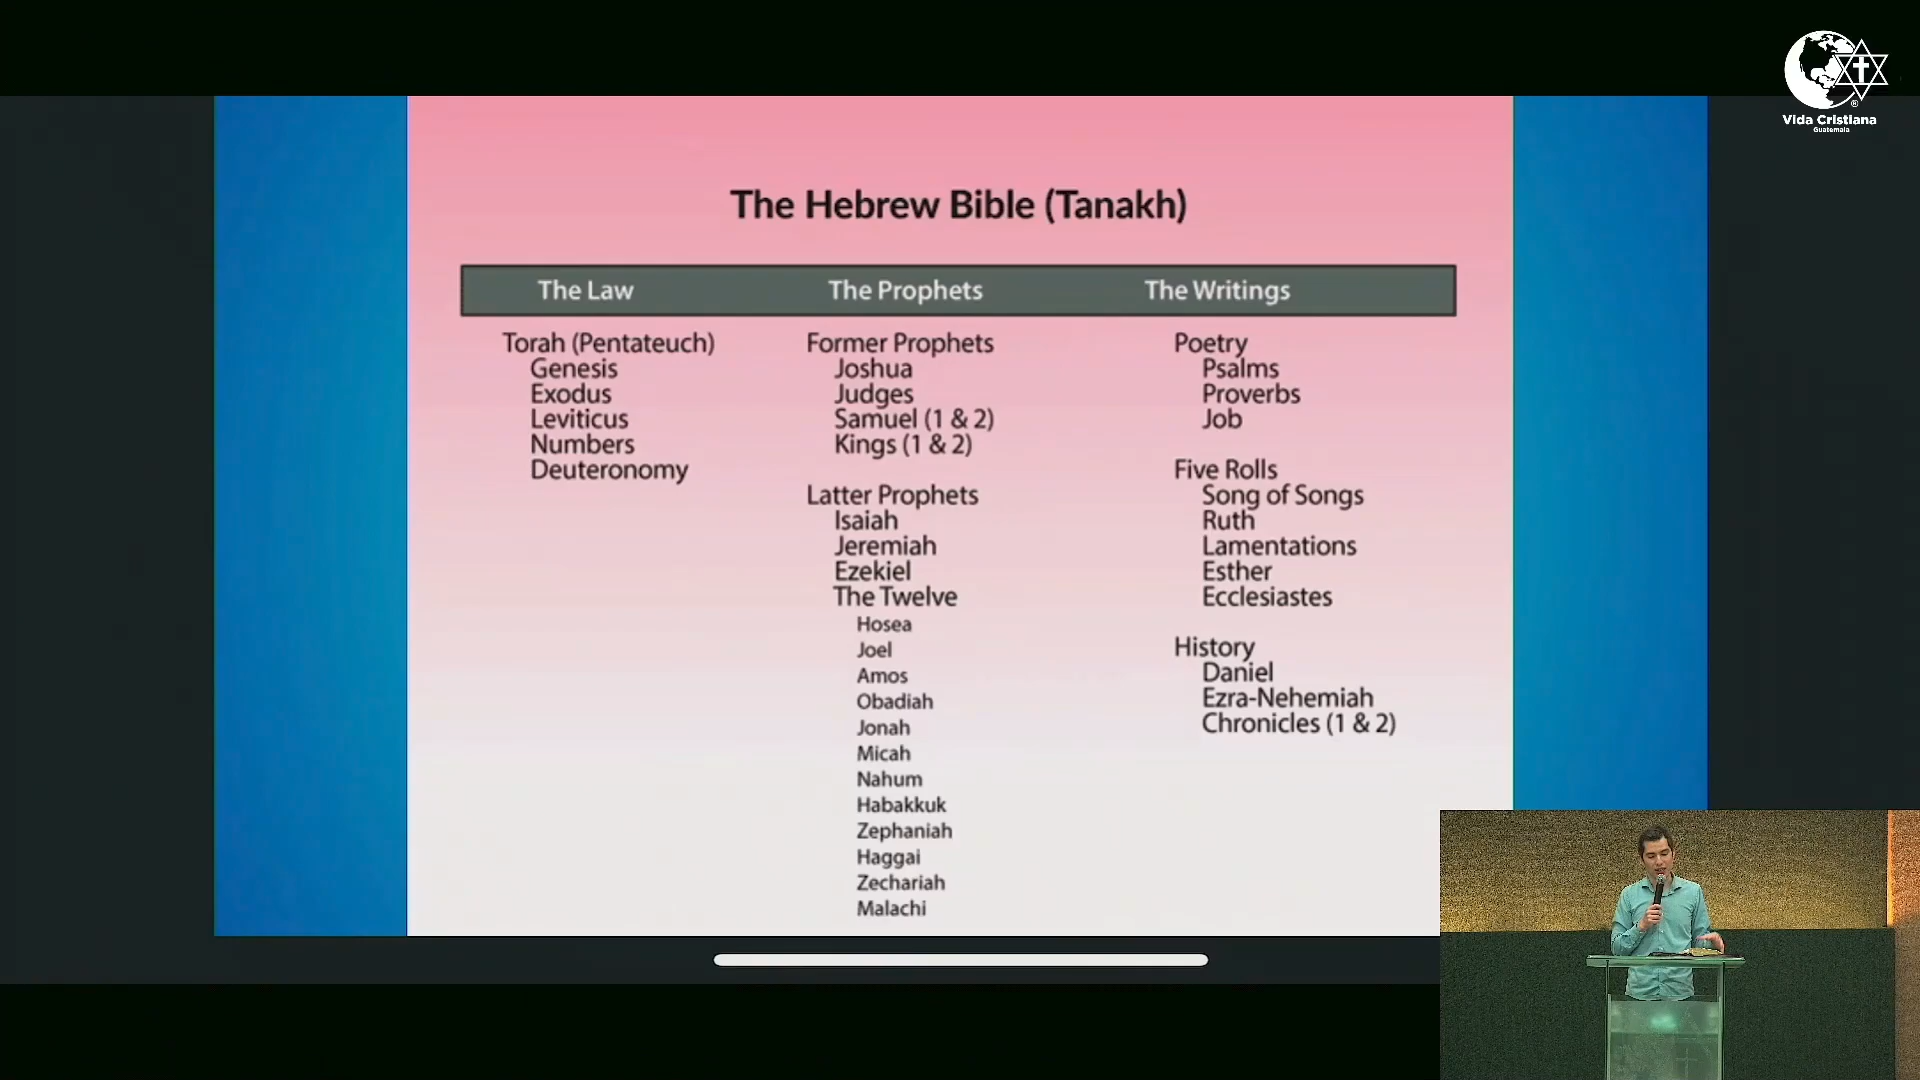 Vida Cristiana
Guatemala
The Hebrew Bible (Tanakh)
The Law
Torah (Pentateuch)
Genesis
Exodus
Leviticus
Numbers
Deuteronomy
The Prophets
Former Prophets
Joshua
Judges
Samuel (1 & 2)
Kings (1 & 2)
Latter Prophets
Isaiah
Jeremiah
Ezekiel
The Twelve
Hosea
Joel
Amos
Obadiah
Jonah
Micah
Nahum
Habakkuk
Zephaniah
Haggai
Zechariah
Malachi
The Writings
Poetry
Psalms
Proverbs
Job
Five Rolls
Song of Songs
Ruth
Lamentations
Esther
Ecclesiastes
History
Daniel
Ezra-Nehemiah
Chronicles (1 & 2)